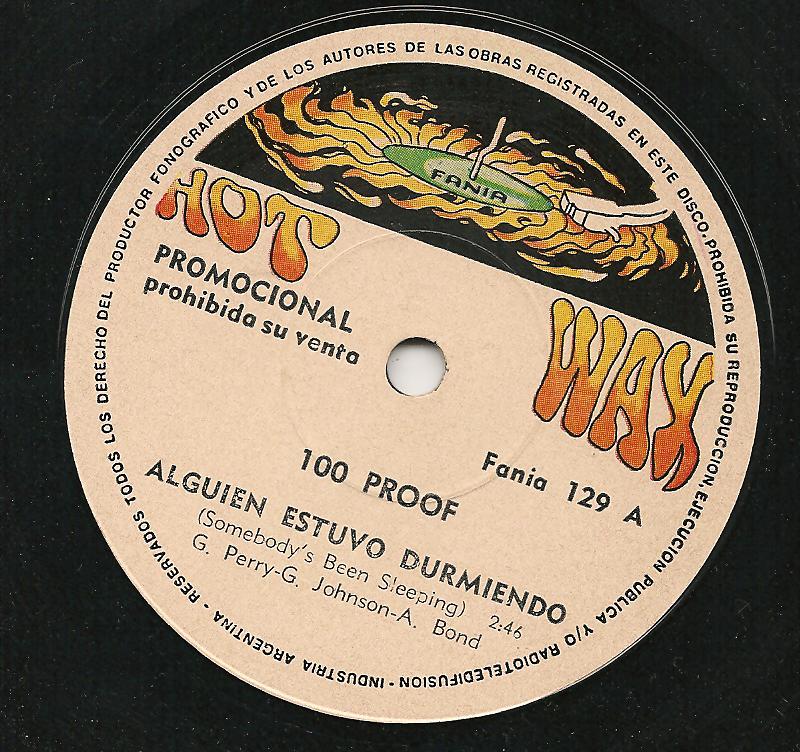 RESERVADOS TODOS LOS DERECHO DEL PRODUCTOR FONOGRAFICO Y DE LOS AUTORES DE LAS OBRAS REGISTRADAS EN ESTE DISCO. PROHIBIDA SU REPRODUCCION EJECUCION PUBLICA Y/O RADIOTELEDIFUSION - INDUSTRIA ARGENTINA -
FANIA
HOT
WAX
PROMOCIONAL
prohibida su venta
Fania 129 A
100 PROOF
ALGUIEN ESTUVO DURMIENDO
(Somebody's Been Sleeping) 2:46
G. Perry-G. Johnson-A. Bond